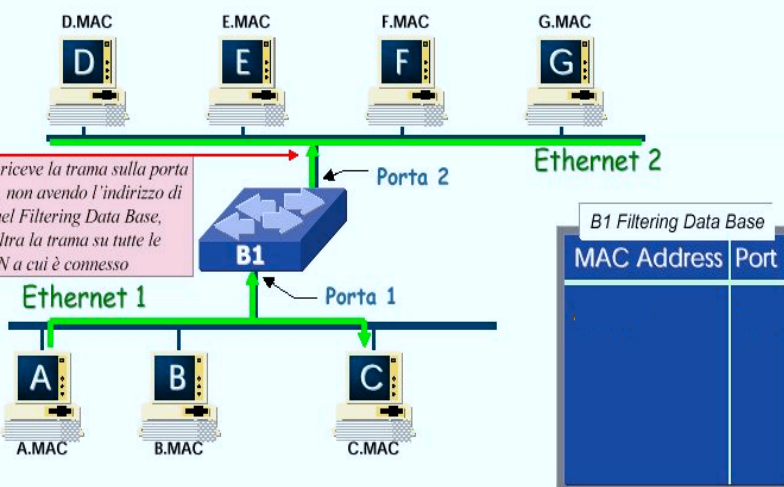 D.MAC
E.MAC
F.MAC
G.MAC
D
E
F
G
riceve la trama sulla porta
non avendo l'indirizzo di
Filtering Data Base,
la trama su tutte le
a cui è connesso
Ethernet 2
Porta 2
B1
B1 Filtering Data Base
MAC Address Port
Ethernet 1
Porta 1
A
B
C
A.MAC
B.MAC
C.MAC